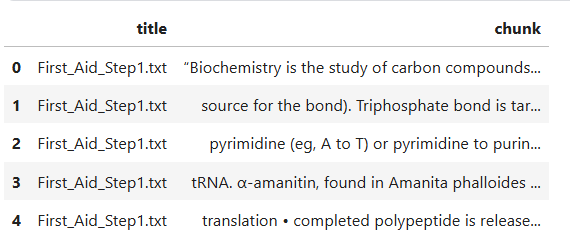 title chunk
0 First_Aid_Step1.txt “Biochemistry is the study of carbon compounds...
1 First_Aid_Step1.txt source for the bond). Triphosphate bond is tar...
2 First_Aid_Step1.txt pyrimidine (eg, A to T) or pyrimidine to purin...
3 First_Aid_Step1.txt tRNA. α-amanitin, found in Amanita phalloides ...
4 First_Aid_Step1.txt translation • completed polypeptide is release...